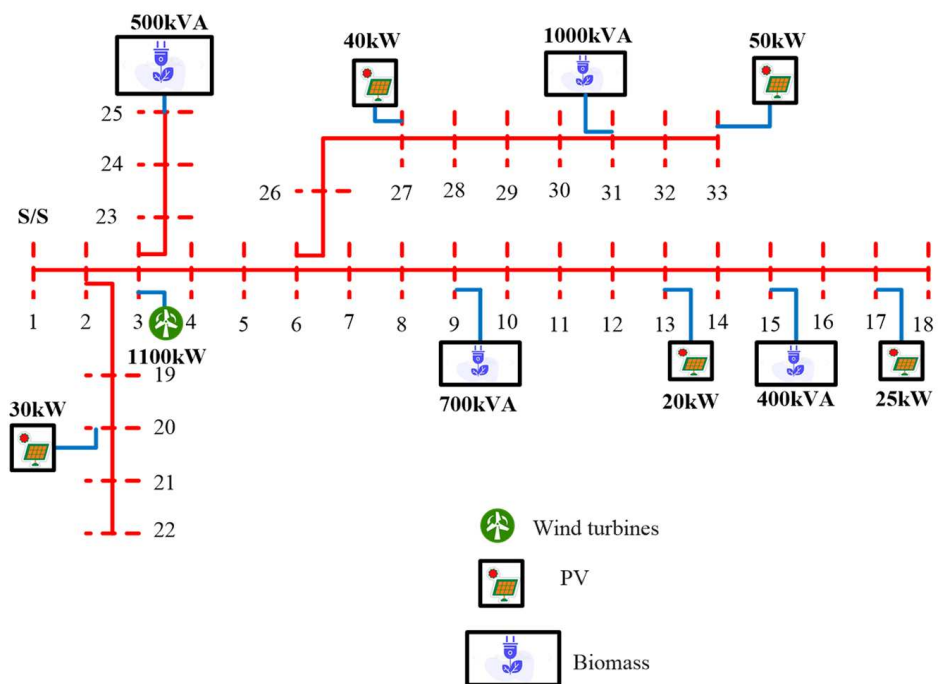 500kVA
40kW
1000kVA
50kW
25
24
26
27 28 29 30 31 32 33
S/S
23
1 2 3 4 5 6 7 8 9 10 11 12 13 14 15 16 17 18
1100kW
19
700kVA
20kW
400kVA
25kW
30kW
20
21
22
Wind turbines
PV
Biomass